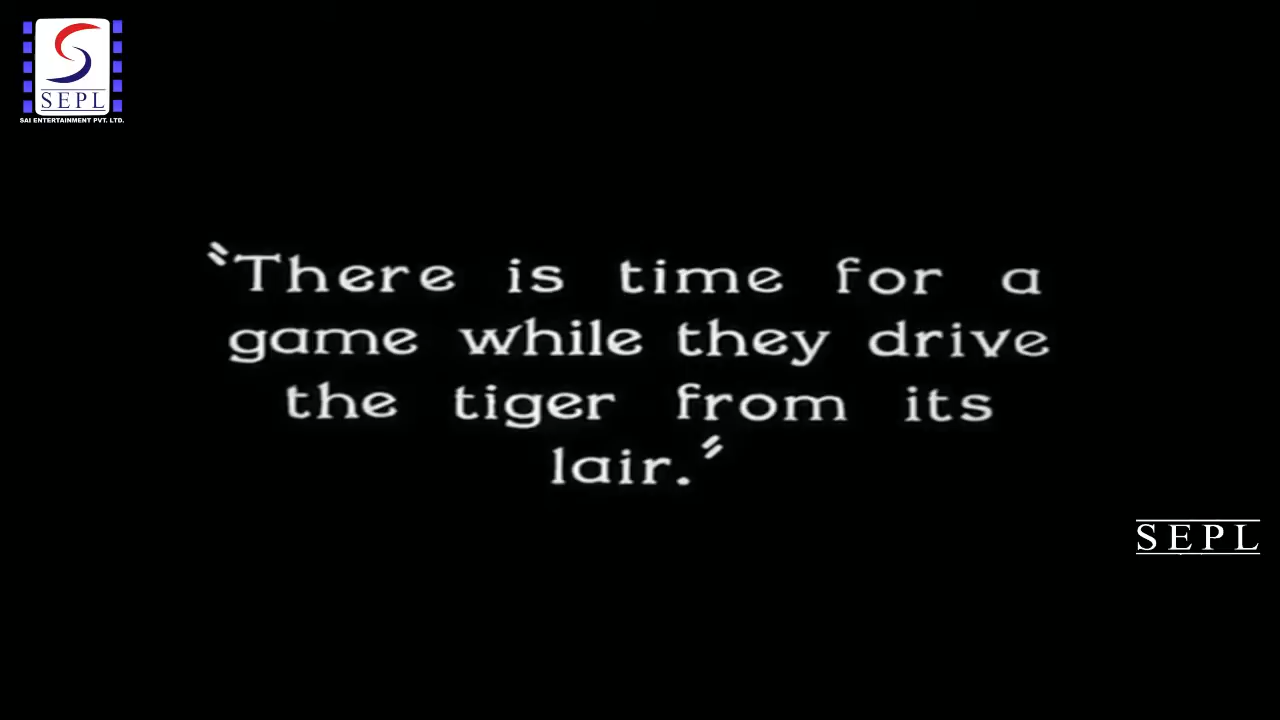 SEPL
SAI ENTERTAINMENT PVT. LTD.
"There is time for a
game while they drive
the tiger from its
lair."
SEPL